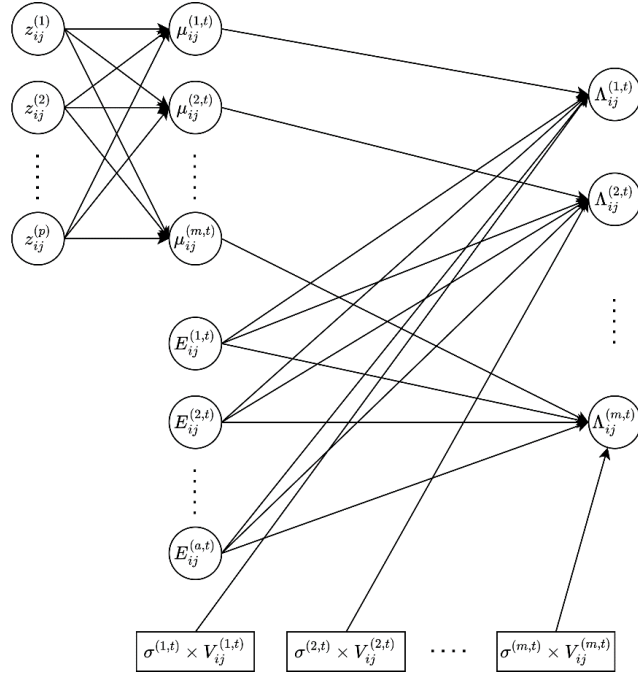 z_{ij}^{(1)} μ_{ij}^{(1,t)}
Λ_{ij}^{(1,t)}
z_{ij}^{(2)} μ_{ij}^{(2,t)}
Λ_{ij}^{(2,t)}
z_{ij}^{(p)} μ_{ij}^{(m,t)}
E_{ij}^{(1,t)}
E_{ij}^{(2,t)} Λ_{ij}^{(m,t)}
E_{ij}^{(a,t)}
σ^{(1,t)} × V_{ij}^{(1,t)} σ^{(2,t)} × V_{ij}^{(2,t)} .... σ^{(m,t)} × V_{ij}^{(m,t)}